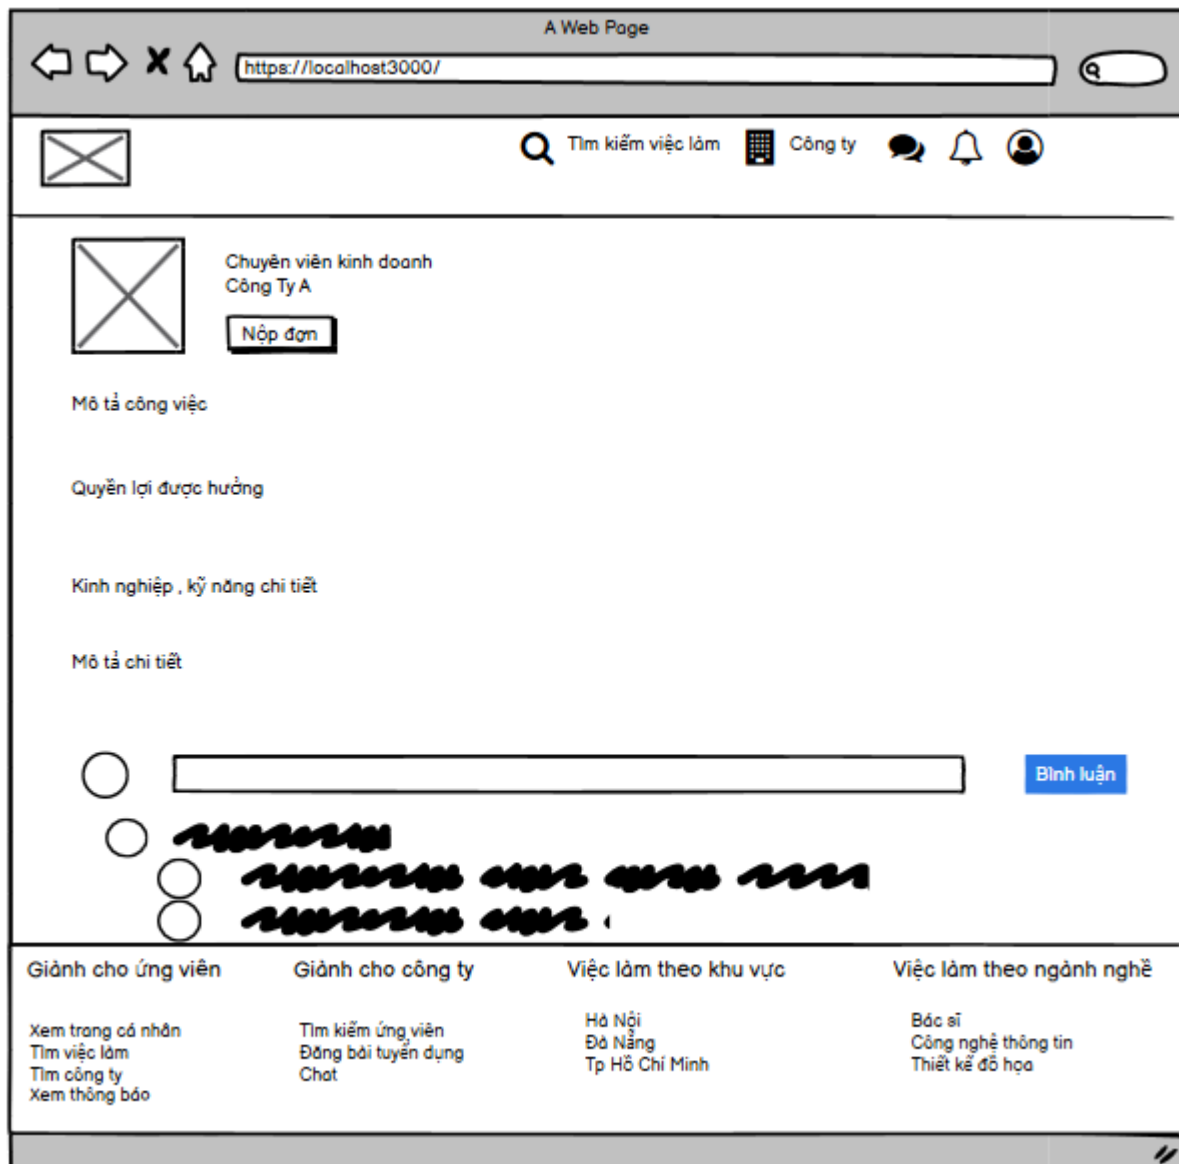 A Web Page
https://localhost3000/
Tìm kiếm việc làm
Công ty
Chuyên viên kinh doanh
Công Ty A
Nộp đơn
Mô tả công việc
Quyền lợi được hưởng
Kinh nghiệp , kỹ năng chi tiết
Mô tả chi tiết
Bình luận
Giành cho ứng viên
Xem trang cá nhân
Tìm việc làm
Tìm công ty
Xem thông báo
Giành cho công ty
Tìm kiếm ứng viên
Đăng bài tuyển dụng
Chat
Việc làm theo khu vực
Hà Nội
Đà Nẵng
Tp Hồ Chí Minh
Việc làm theo ngành nghề
Bác sĩ
Công nghệ thông tin
Thiết kế đồ họa